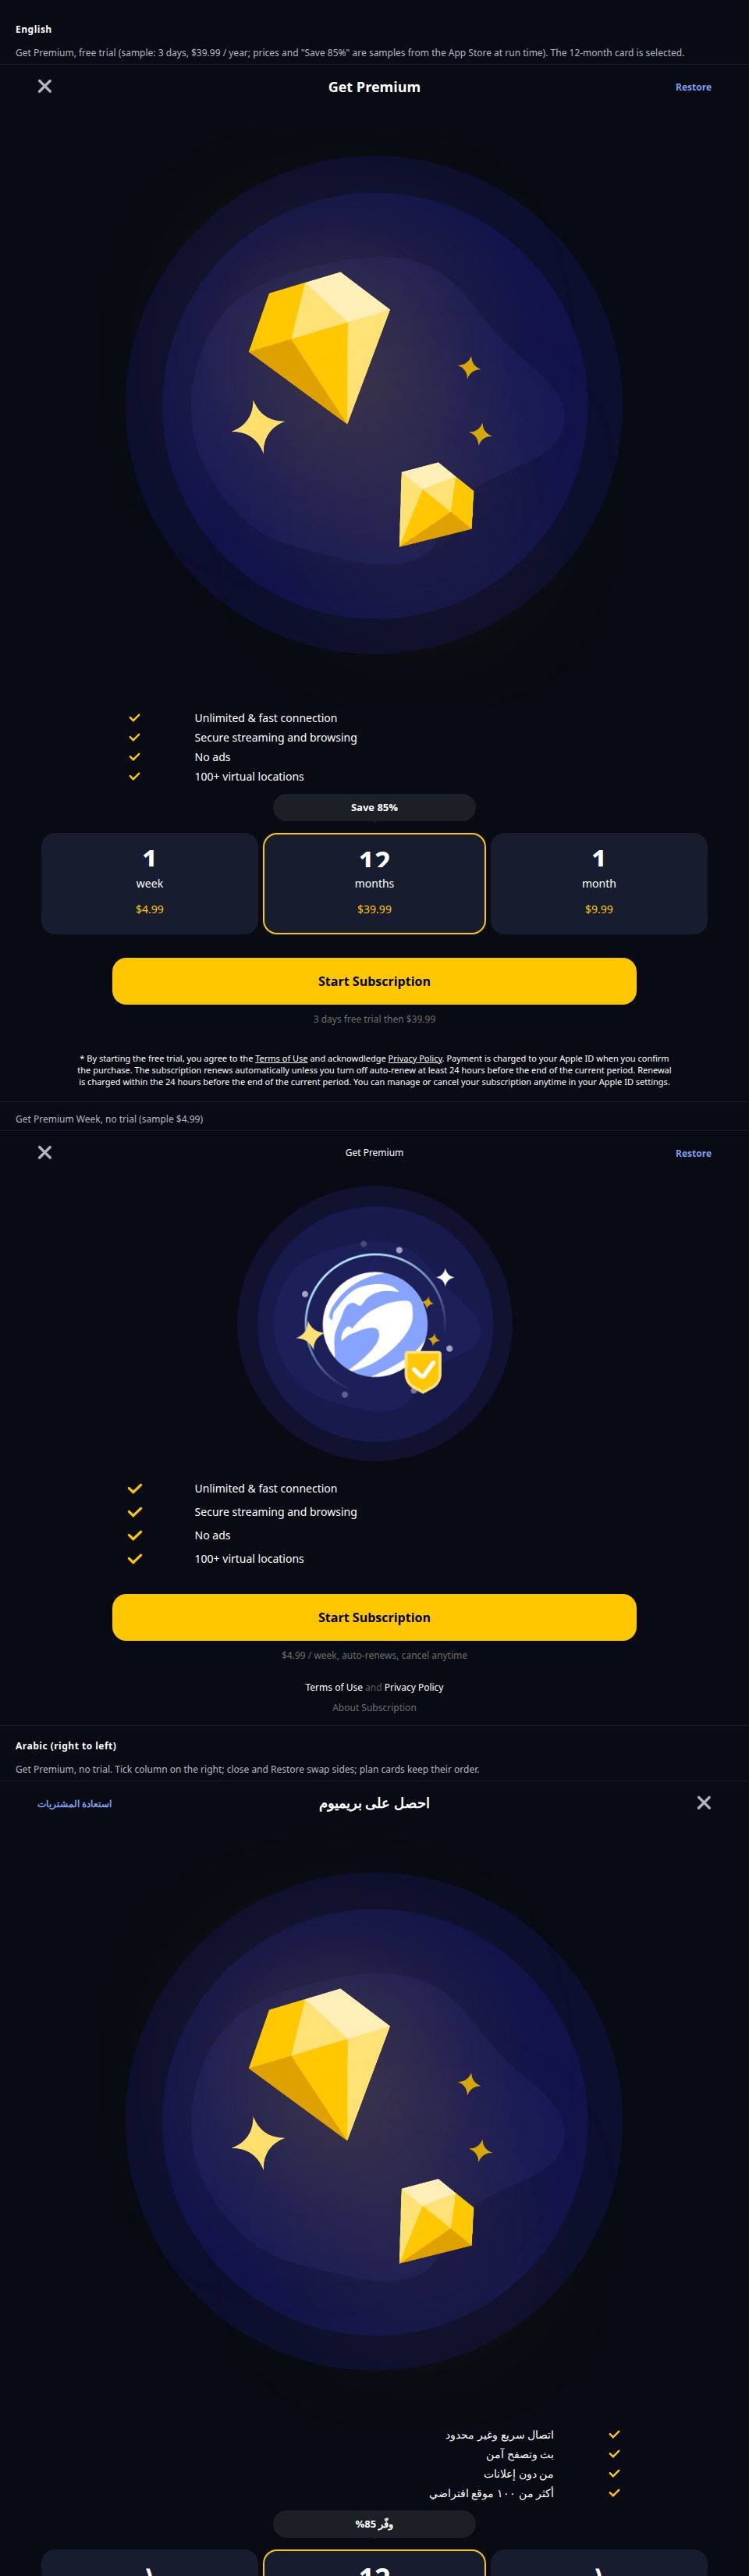 English
Get Premium, free trial (sample: 3 days, $39.99 / year; prices and "Save 85%" are samples from the App Store at run time). The 12-month card is selected.
Get Premium
Restore
Unlimited & fast connection
Secure streaming and browsing
No ads
100+ virtual locations
Save 85%
1 12 1
week months month
$4.99 $39.99 $9.99
Start Subscription
3 days free trial then $39.99
* By starting the free trial, you agree to the Terms of Use and acknowledge Privacy Policy. Payment is charged to your Apple ID when you confirm
the purchase. The subscription renews automatically unless you turn off auto-renew at least 24 hours before the end of the current period. Renewal
is charged within the 24 hours before the end of the current period. You can manage or cancel your subscription anytime in your Apple ID settings.
Get Premium Week, no trial (sample $4.99)
Get Premium
Restore
Unlimited & fast connection
Secure streaming and browsing
No ads
100+ virtual locations
Start Subscription
$4.99 / week, auto-renews, cancel anytime
Terms of Use and Privacy Policy
About Subscription
Arabic (right to left)
Get Premium, no trial. Tick column on the right; close and Restore swap sides; plan cards keep their order.
احصل على بريميوم
استعادة المشتريات
اتصال سريع وغير محدود
بث وتصفح آمن
من دون إعلانات
أكثر من ١٠٠ موقع افتراضي
وفّر 85%